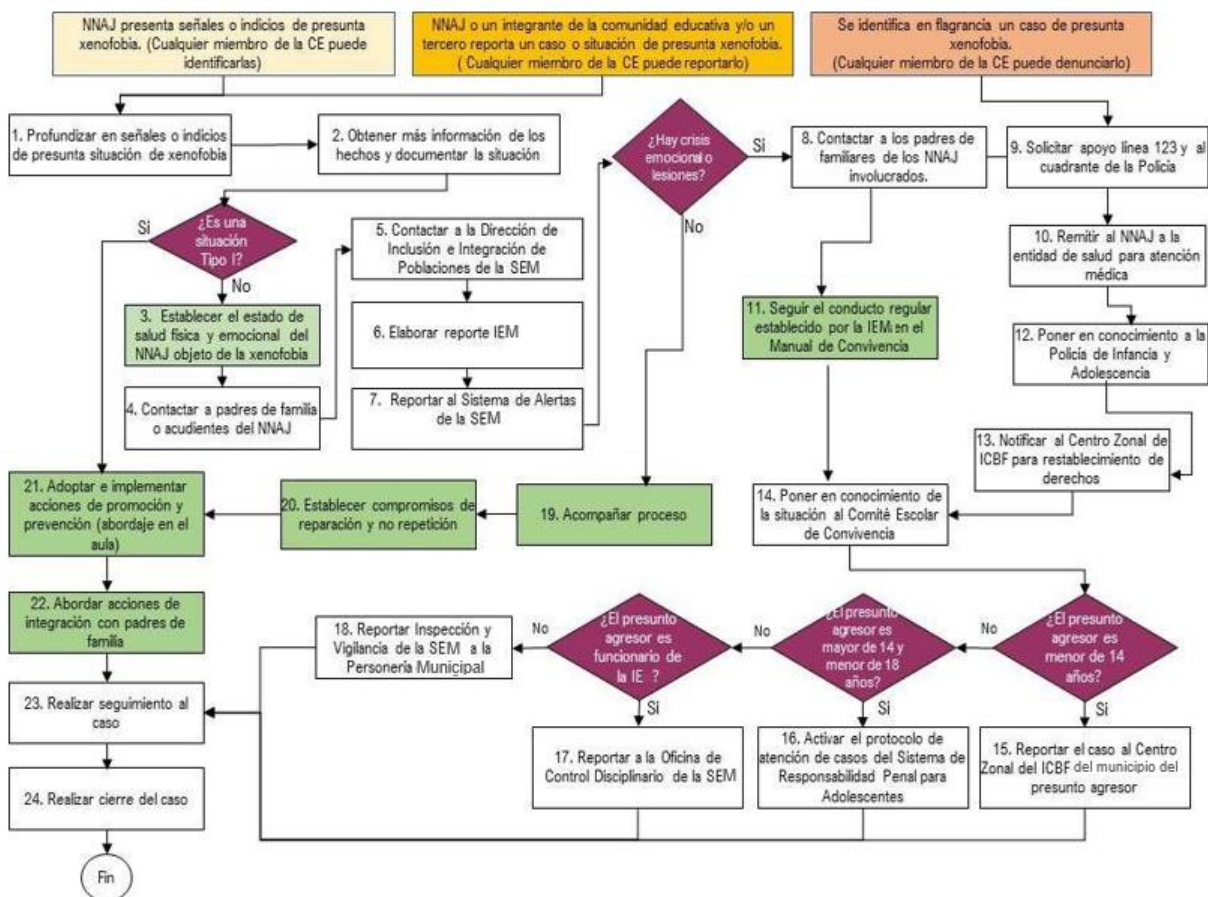 NNAJ presenta señales o indicios de presunta
xenofobia. (Cualquier miembro de la CE puede
identificarlas)
NNAJ o un integrante de la comunidad educativa y/o un
tercero reporta un caso o situación de presunta xenofobia.
( Cualquier miembro de la CE puede reportarlo)
Se identifica en flagrancia un caso de presunta
xenofobia.
(Cualquier miembro de la CE puede denunciarlo)
1. Profundizar en señales o indicios
de presunta situación de xenofobia
2. Obtener más información de los
hechos y documentar la situación
¿Es una
situación
Tipo I?
Si
No
3. Establecer el estado de
salud física y emocional del
NNAJ objeto de la xenofobia
4. Contactar a padres de familia
o acudientes del NNAJ
5. Contactar a la Dirección de
Inclusión e Integración de
Poblaciones de la SEM
6. Elaborar reporte IEM
7. Reportar al Sistema de Alertas
de la SEM
¿Hay crisis
emocional o
lesiones?
Si
No
8. Contactar a los padres de
familiares de los NNAJ
involucrados.
9. Solicitar apoyo línea 123 y al
cuadrante de la Policía
10. Remitir al NNAJ a la
entidad de salud para atención
médica
11. Seguir el conducto regular
establecido por la IEM en el
Manual de Convivencia
12. Poner en conocimiento a la
Policía de Infancia y
Adolescencia
13. Notificar al Centro Zonal de
ICBF para restablecimiento de
derechos
14. Poner en conocimiento de
la situación al Comité Escolar
de Convivencia
¿El presunto
agresor es
menor de 14
años?
No
Si
15. Reportar el caso al Centro
Zonal del ICBF del municipio del
presunto agresor
¿El presunto
agresor es
mayor de 14 y
menor de 18
años?
No
Si
16. Activar el protocolo de
atención de casos del Sistema de
Responsabilidad Penal para
Adolescentes
¿El presunto
agresor es
funcionario de
la IE ?
No
Si
17. Reportar a la Oficina de
Control Disciplinario de la SEM
18. Reportar Inspección y
Vigilancia de la SEM a la
Personería Municipal
19. Acompañar proceso
20. Establecer compromisos de
reparación y no repetición
21. Adoptar e implementar
acciones de promoción y
prevención (abordaje en el
aula)
22. Abordar acciones de
integración con padres de
familia
23. Realizar seguimiento al
caso
24. Realizar cierre del caso
Fin